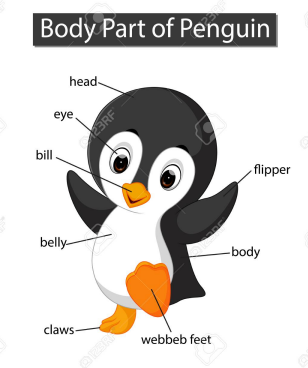 Body Part of Penguin
head
eye
bill
flipper
belly
body
claws
webbeb feet